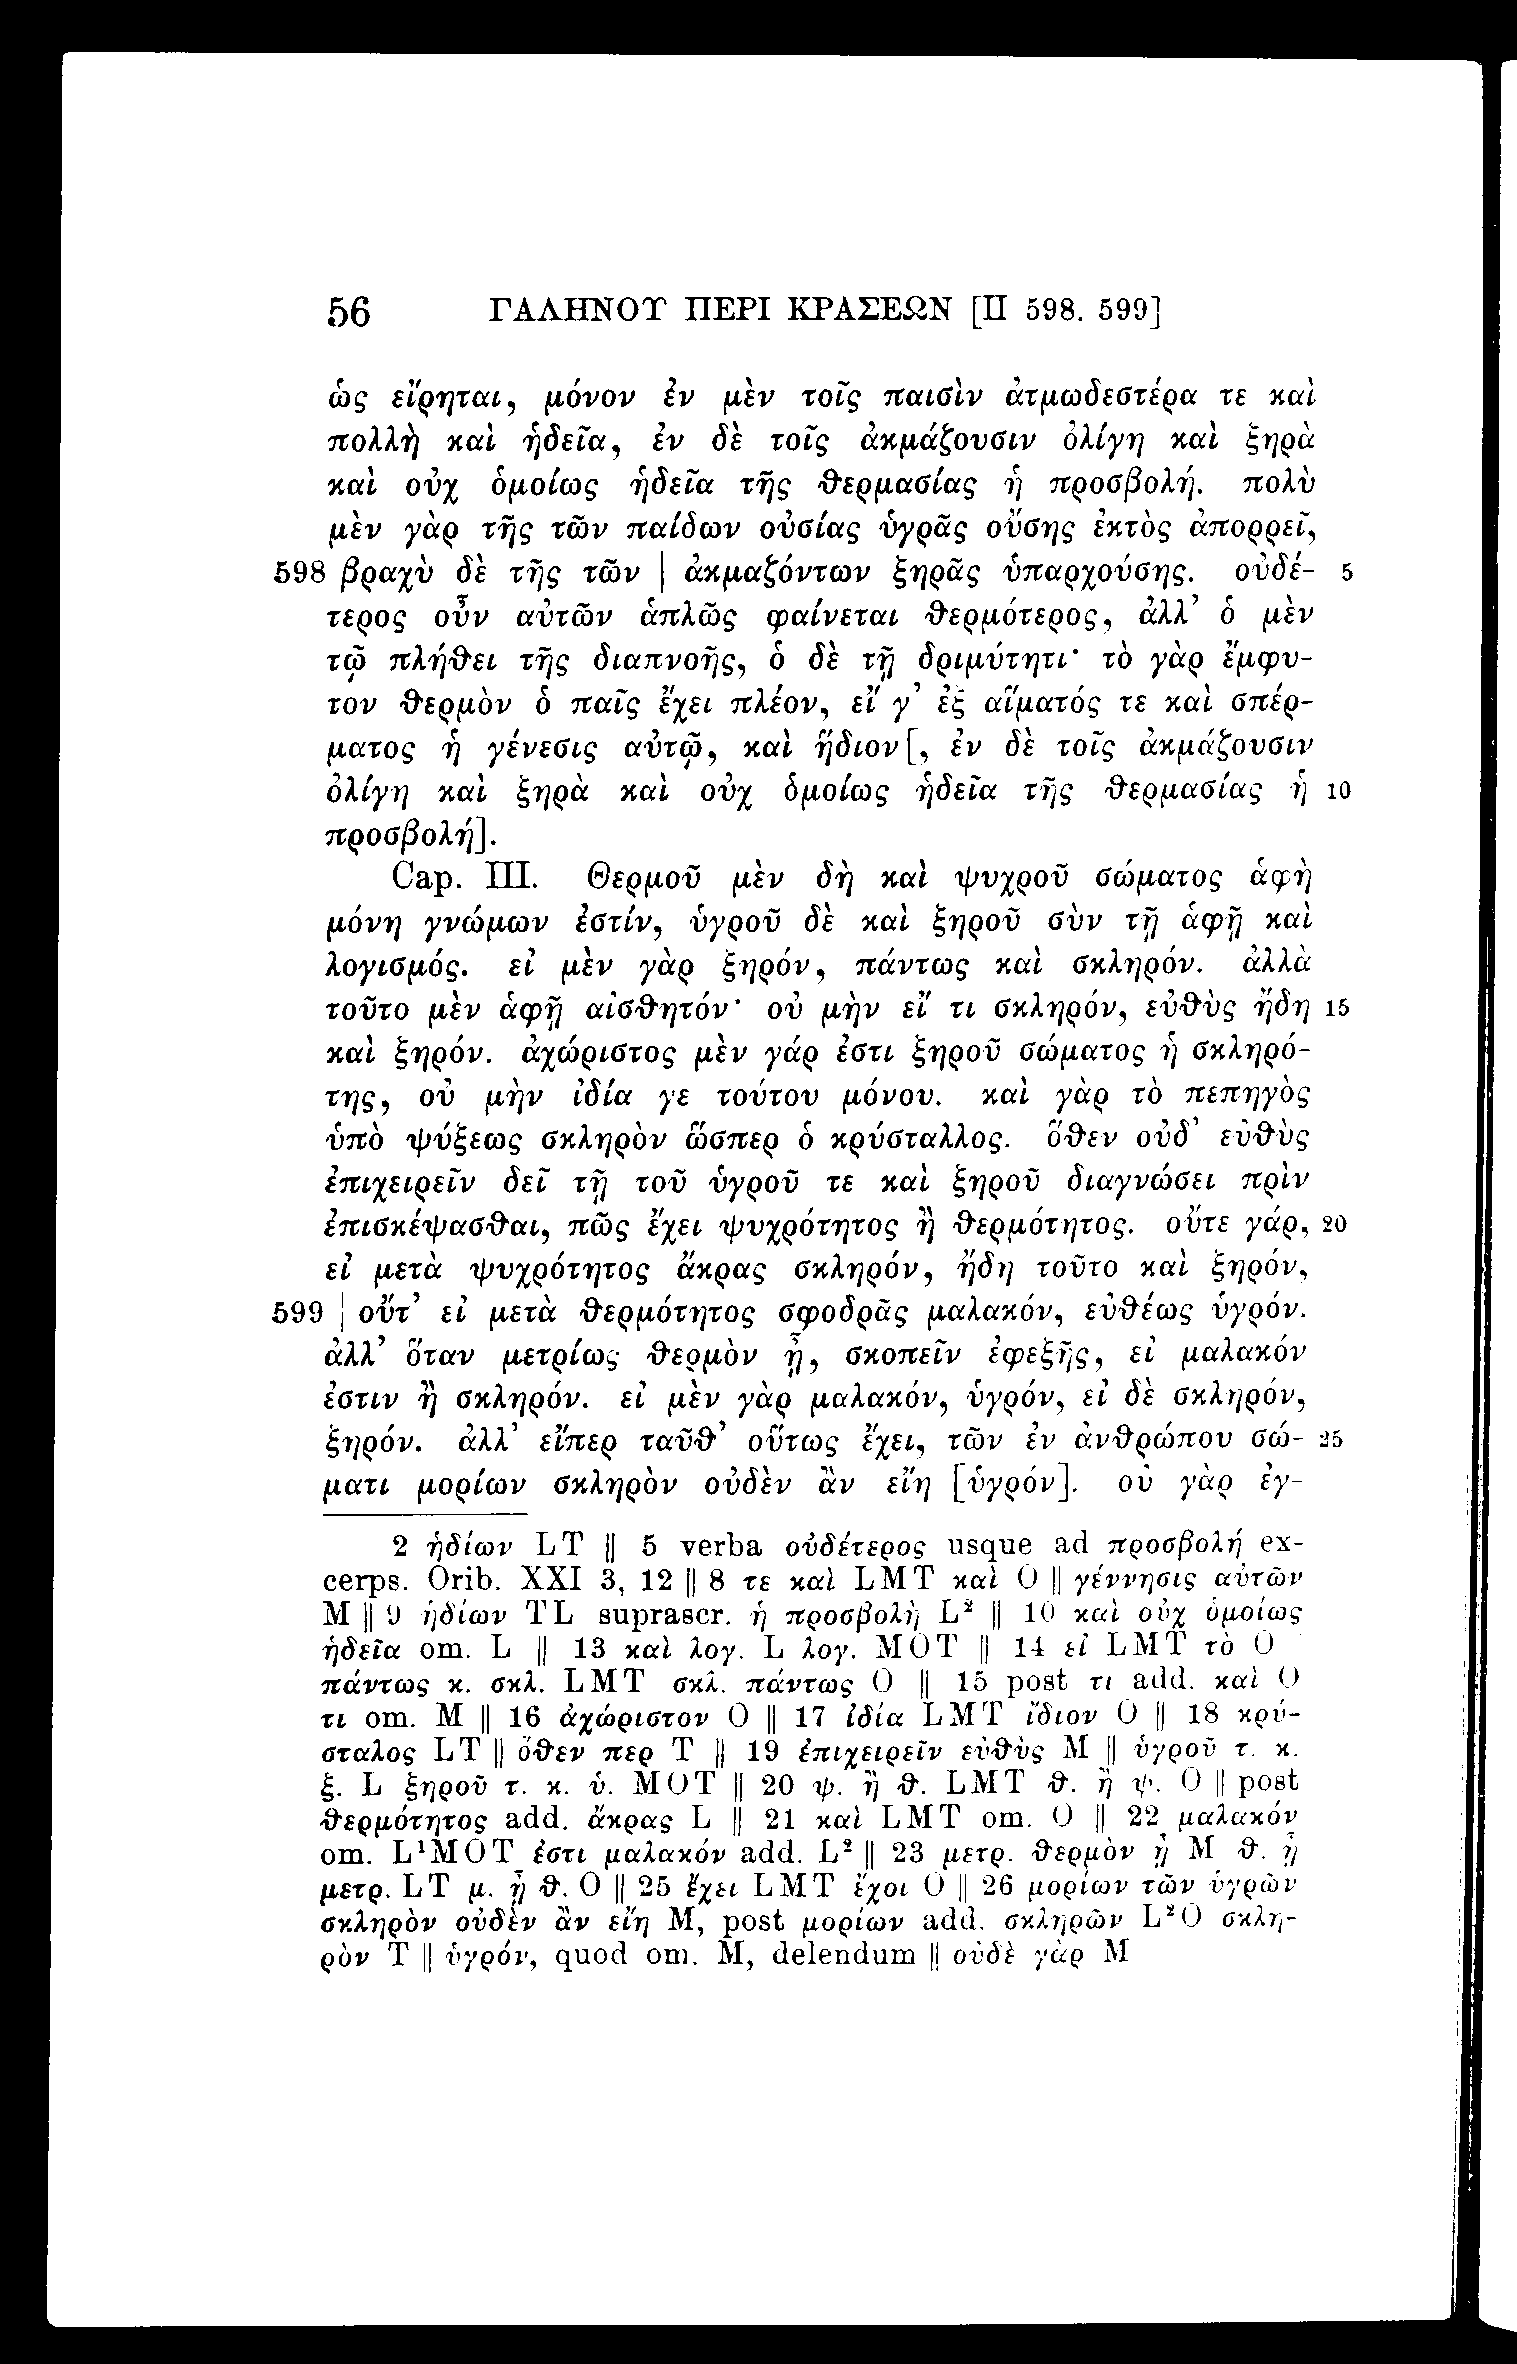 56 ΓΑΛΗΝΟΥ ΠΕΡΙ ΚΡΑΣΕΩΝ [II 598. 599]
ὡς εἴρηται, μόνον ἐν μὲν τοῖς παισὶν ἀτμωδεστέρα τε καὶ
πολλὴ καὶ ἡδεῖα, ἐν δὲ τοῖς ἀκμάζουσιν ὀλίγη καὶ ξηρὰ
καὶ οὐχ ὁμοίως ἡδεῖα τῆς θερμασίας ἡ προσβολή. πολὺ
μὲν γὰρ τῆς τῶν παίδων οὐσίας ὑγρᾶς οὔσης ἐκτὸς ἀπορρεῖ,
598 βραχὺ δὲ τῆς τῶν | ἀκμαζόντων ξηρᾶς ὑπαρχούσης. οὐδέ- 5
τερος οὖν αὐτῶν ἁπλῶς φαίνεται θερμότερος, ἀλλ’ ὁ μὲν
τῷ πλήθει τῆς διαπνοῆς, ὁ δὲ τῇ δριμύτητι· τὸ γὰρ ἔμφυ-
τον θερμὸν ὁ παῖς ἔχει πλέον, εἴ γ’ ἐξ αἵματός τε καὶ σπέρ-
ματος ἡ γένεσις αὐτῷ, καὶ ἥδιον[, ἐν δὲ τοῖς ἀκμάζουσιν
ὀλίγη καὶ ξηρὰ καὶ οὐχ ὁμοίως ἡδεῖα τῆς θερμασίας ἡ 10
προσβολή].
Cap. III. Θερμοῦ μὲν δὴ καὶ ψυχροῦ σώματος ἁφὴ
μόνη γνώμων ἐστίν, ὑγροῦ δὲ καὶ ξηροῦ σὺν τῇ ἁφῇ καὶ
λογισμός. εἰ μὲν γὰρ ξηρόν, πάντως καὶ σκληρόν. ἀλλὰ
τοῦτο μὲν ἁφῇ αἰσθητόν· οὐ μὴν εἴ τι σκληρόν, εὐθὺς ἤδη 15
καὶ ξηρόν. ἀχώριστος μὲν γάρ ἐστι ξηροῦ σώματος ἡ σκληρό-
της, οὐ μὴν ἰδία γε τούτου μόνου. καὶ γὰρ τὸ πεπηγὸς
ὑπὸ ψύξεως σκληρὸν ὥσπερ ὁ κρύσταλλος. ὅθεν οὐδ’ εὐθὺς
ἐπιχειρεῖν δεῖ τῇ τοῦ ὑγροῦ τε καὶ ξηροῦ διαγνώσει πρὶν
ἐπισκέψασθαι, πῶς ἔχει ψυχρότητος ἢ θερμότητος. οὔτε γάρ, 20
εἰ μετὰ ψυχρότητος ἄκρας σκληρόν, ἤδη τοῦτο καὶ ξηρόν,
599 | οὔτ’ εἰ μετὰ θερμότητος σφοδρᾶς μαλακόν, εὐθέως ὑγρόν.
ἀλλ’ ὅταν μετρίως θερμὸν ᾖ, σκοπεῖν ἐφεξῆς, εἰ μαλακόν
ἐστιν ἢ σκληρόν. εἰ μὲν γὰρ μαλακόν, ὑγρόν, εἰ δὲ σκληρόν,
ξηρόν. ἀλλ’ εἴπερ ταῦθ’ οὕτως ἔχει, τῶν ἐν ἀνθρώπου σώ- 25
ματι μορίων σκληρὸν οὐδὲν ἂν εἴη [ὑγρόν]. οὐ γὰρ ἐγ-
2 ἡδίων LT || 5 verba οὐδέτερος usque ad προσβολή ex-
cerps. Orib. XXI 3, 12 || 8 τε καὶ LMT καὶ O || γέννησις αὐτῶν
M || 9 ἡδίων TL suprascr. ἡ προσβολὴ L² || 10 καὶ οὐχ ὁμοίως
ἡδεῖα om. L || 13 καὶ λογ. L λογ. MOT || 14 εἰ LMT τὸ O
πάντως κ. σκλ. LMT σκλ. πάντως O || 15 post τι add. καὶ O
τι om. M || 16 ἀχώριστον O || 17 ἰδία LMT ἴδιον O || 18 κρύ-
σταλος LT || ὅθεν περ T || 19 ἐπιχειρεῖν εὐθὺς M || ὑγροῦ τ. κ.
ξ. L ξηροῦ τ. κ. ὑ. MOT || 20 ψ. ἢ θ. LMT θ. ἢ ψ. O || post
θερμότητος add. ἄκρας L || 21 καὶ LMT om. O || 22 μαλακόν
om. L¹MOT ἐστι μαλακόν add. L² || 23 μετρ. θερμὸν ᾖ M θ. ᾖ
μετρ. LT μ. ᾖ θ. O || 25 ἔχει LMT ἔχοι O || 26 μορίων τῶν ὑγρῶν
σκληρὸν οὐδὲν ἂν εἴη M, post μορίων add. σκληρῶν L²O σκλη-
ρὸν T || ὑγρόν, quod om. M, delendum || οὐδὲ γὰρ M